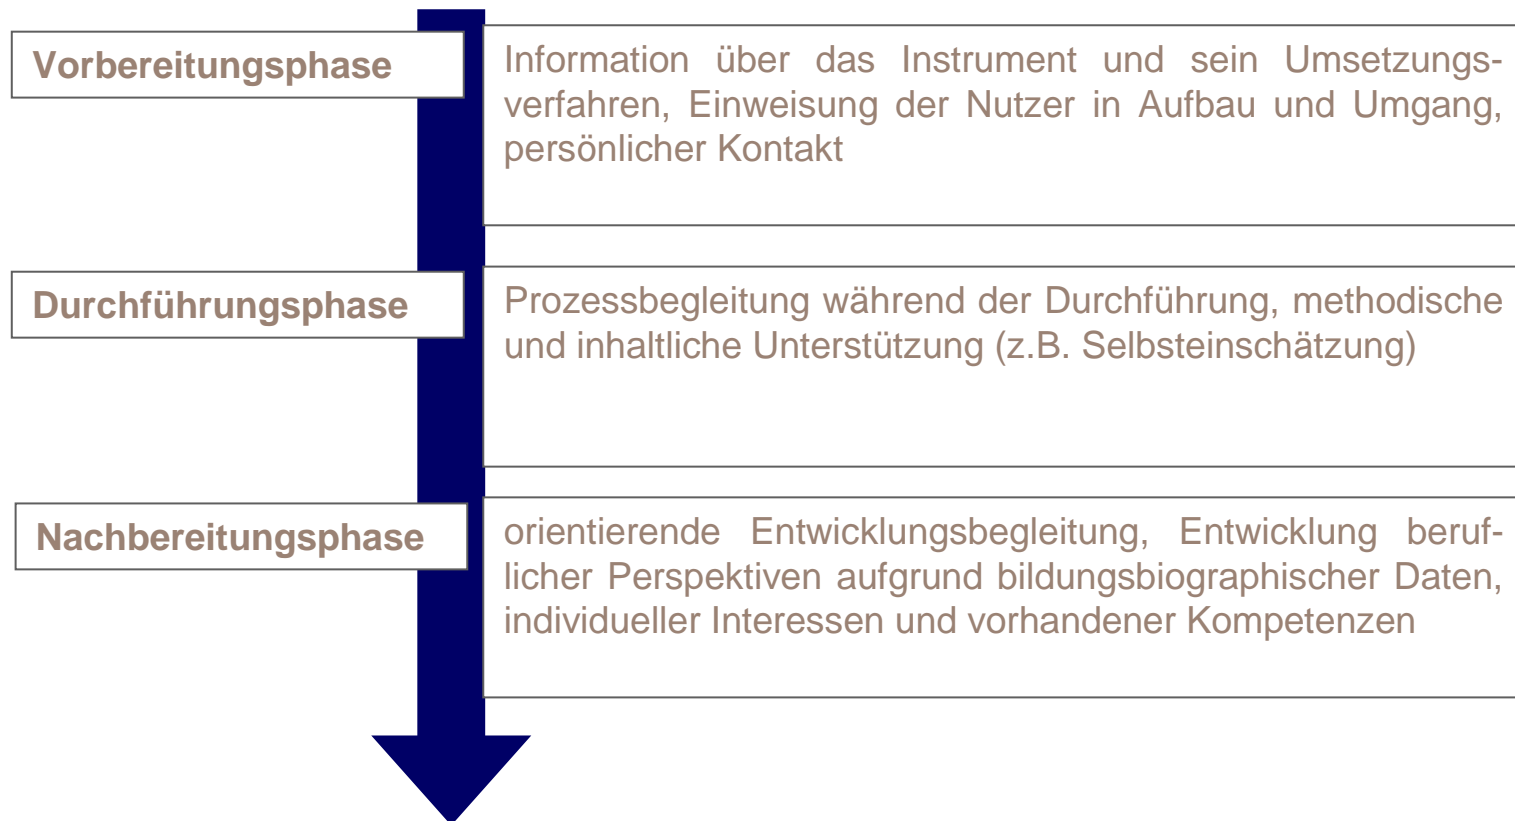 Vorbereitungsphase
Information über das Instrument und sein Umsetzungs-
verfahren, Einweisung der Nutzer in Aufbau und Umgang,
persönlicher Kontakt
Durchführungsphase
Prozessbegleitung während der Durchführung, methodische
und inhaltliche Unterstützung (z.B. Selbsteinschätzung)
Nachbereitungsphase
orientierende Entwicklungsbegleitung, Entwicklung beruf-
licher Perspektiven aufgrund bildungsbiographischer Daten,
individueller Interessen und vorhandener Kompetenzen